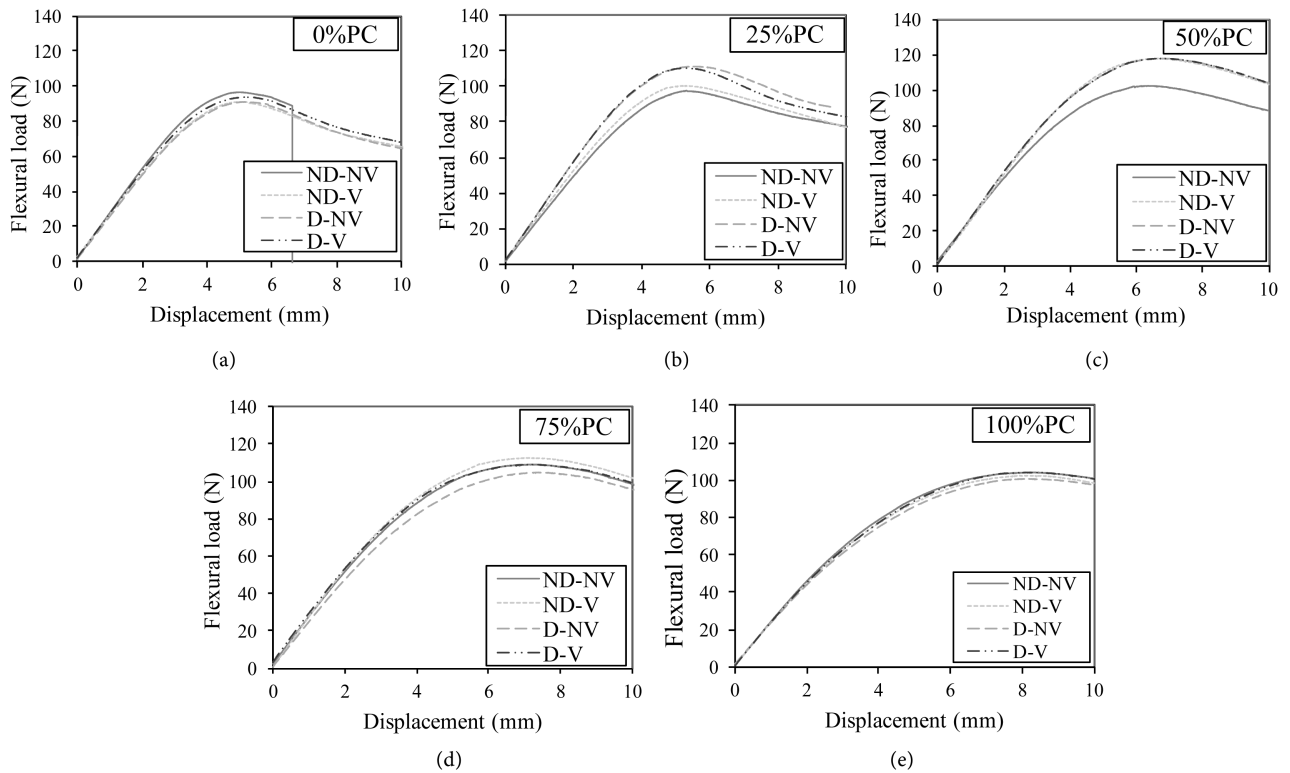 0%PC
Flexural load (N)
140
120
100
80
60
40
20
0
ND-NV
ND-V
D-NV
D-V
0 2 4 6 8 10
Displacement (mm)
(a)
25%PC
Flexural load (N)
140
120
100
80
60
40
20
0
ND-NV
ND-V
D-NV
D-V
0 2 4 6 8 10
Displacement (mm)
(b)
50%PC
Flexural load (N)
140
120
100
80
60
40
20
0
ND-NV
ND-V
D-NV
D-V
0 2 4 6 8 10
Displacement (mm)
(c)
75%PC
Flexural load (N)
140
120
100
80
60
40
20
0
ND-NV
ND-V
D-NV
D-V
0 2 4 6 8 10
Displacement (mm)
(d)
100%PC
Flexural load (N)
140
120
100
80
60
40
20
0
ND-NV
ND-V
D-NV
D-V
0 2 4 6 8 10
Displacement (mm)
(e)